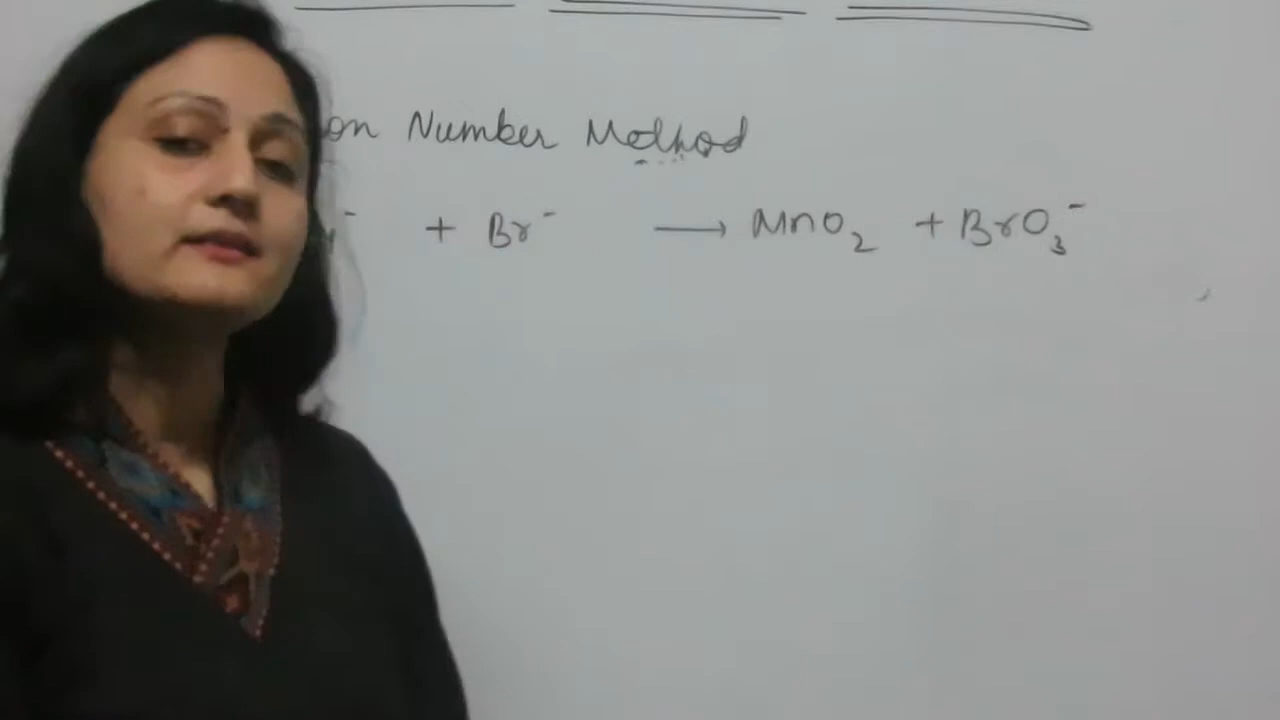 on Number Method
⁻ + Br⁻ ⟶ MnO₂ + BrO₃⁻